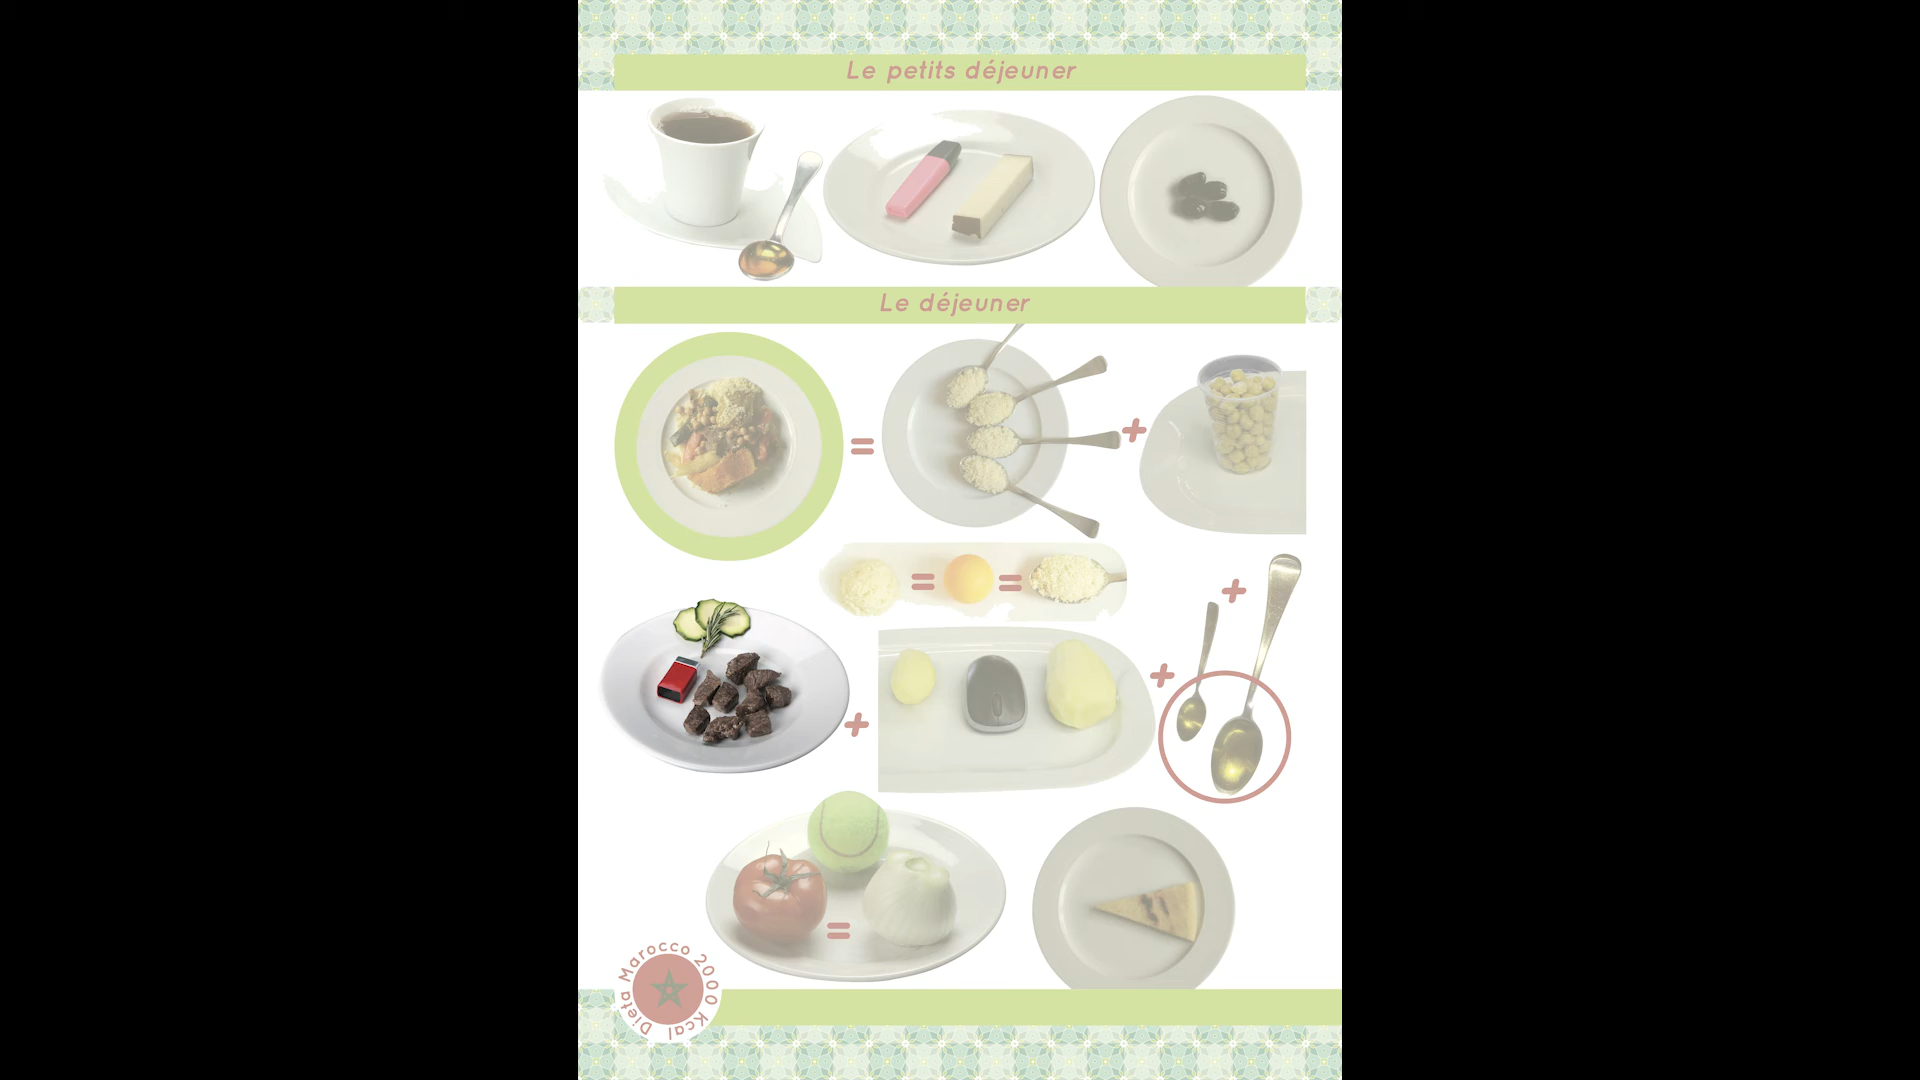 Le petits déjeuner
Le déjeuner
=
+
= =
+
+
+
=
Dieta Marocco 2000 Kcal